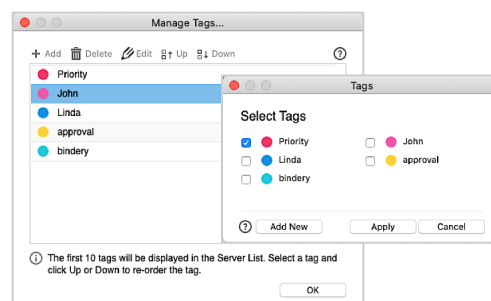 Manage Tags...
+ Add Delete Edit Up Down ?
Priority
John
Linda
approval
bindery
Tags
Select Tags
Priority John
Linda approval
bindery
? Add New Apply Cancel
The first 10 tags will be displayed in the Server List. Select a tag and
click Up or Down to re-order the tag.
OK